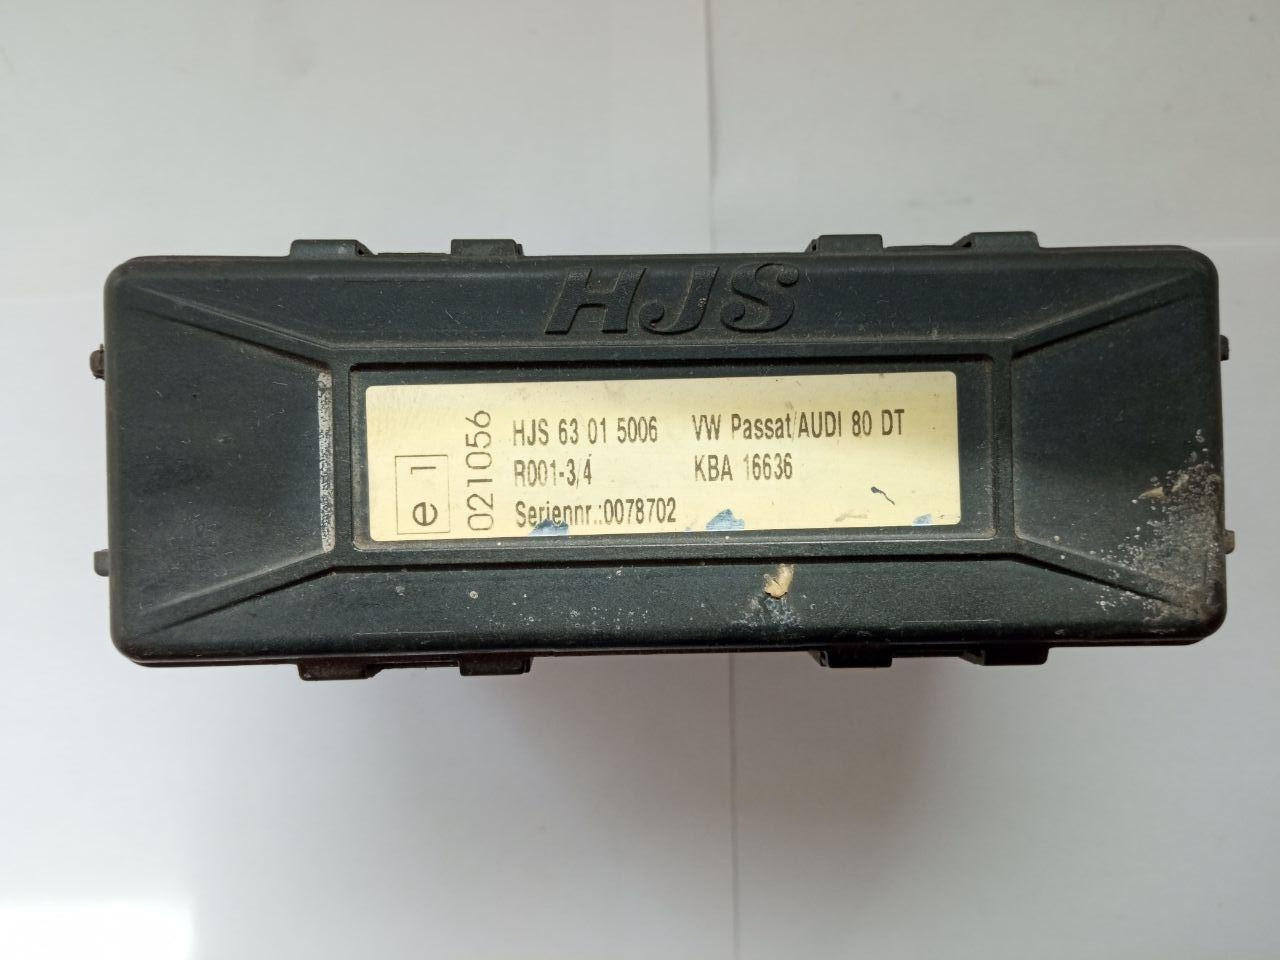 HJS
HJS 63 01 5006 VW Passat/AUDI 80 DT
R001-3/4 KBA 16636
Seriennr.:0078702
e 1
021056